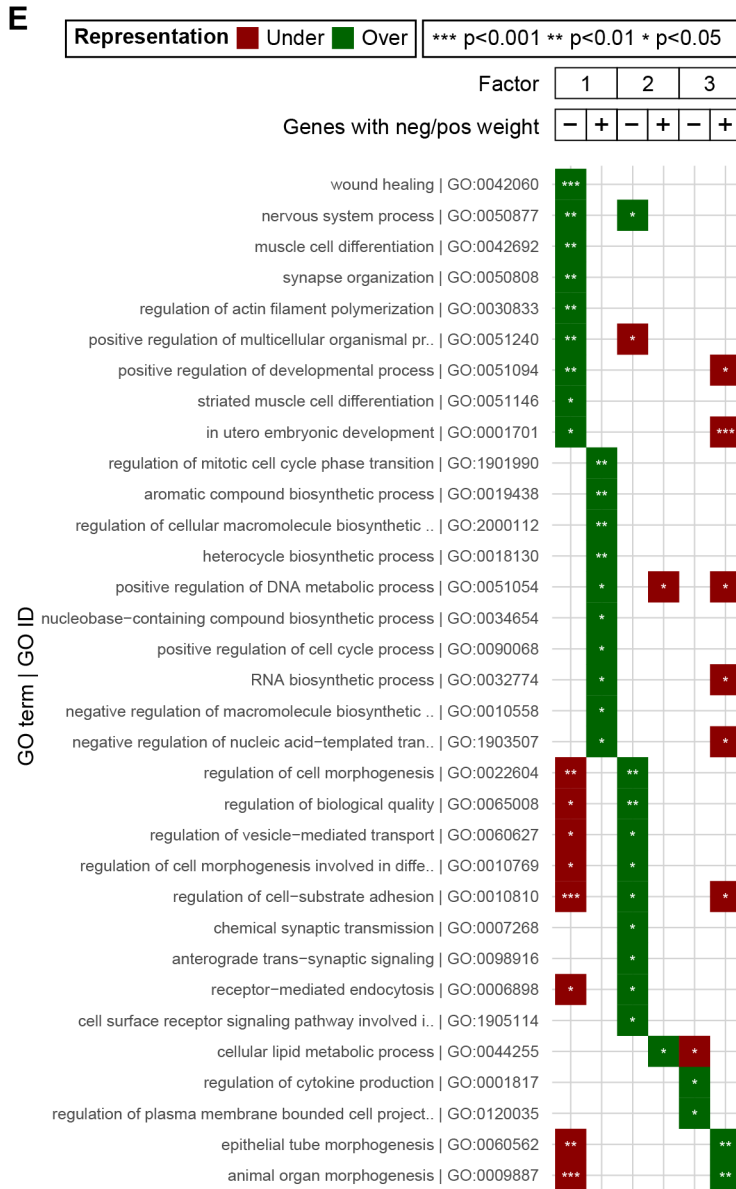 E
Representation Under Over *** p<0.001 ** p<0.01 * p<0.05
Factor 1 2 3
Genes with neg/pos weight − + − + − +
GO term | GO ID
wound healing | GO:0042060 ***
nervous system process | GO:0050877 ** *
muscle cell differentiation | GO:0042692 **
synapse organization | GO:0050808 **
regulation of actin filament polymerization | GO:0030833 **
positive regulation of multicellular organismal pr.. | GO:0051240 ** *
positive regulation of developmental process | GO:0051094 ** *
striated muscle cell differentiation | GO:0051146 *
in utero embryonic development | GO:0001701 * ***
regulation of mitotic cell cycle phase transition | GO:1901990 **
aromatic compound biosynthetic process | GO:0019438 **
regulation of cellular macromolecule biosynthetic .. | GO:2000112 **
heterocycle biosynthetic process | GO:0018130 **
positive regulation of DNA metabolic process | GO:0051054 * * *
nucleobase−containing compound biosynthetic process | GO:0034654 *
positive regulation of cell cycle process | GO:0090068 *
RNA biosynthetic process | GO:0032774 * *
negative regulation of macromolecule biosynthetic .. | GO:0010558 *
negative regulation of nucleic acid−templated tran.. | GO:1903507 * *
regulation of cell morphogenesis | GO:0022604 ** **
regulation of biological quality | GO:0065008 * **
regulation of vesicle−mediated transport | GO:0060627 * *
regulation of cell morphogenesis involved in diffe.. | GO:0010769 * *
regulation of cell−substrate adhesion | GO:0010810 *** * *
chemical synaptic transmission | GO:0007268 *
anterograde trans−synaptic signaling | GO:0098916 *
receptor−mediated endocytosis | GO:0006898 * *
cell surface receptor signaling pathway involved i.. | GO:1905114 *
cellular lipid metabolic process | GO:0044255 * *
regulation of cytokine production | GO:0001817 *
regulation of plasma membrane bounded cell project.. | GO:0120035 *
epithelial tube morphogenesis | GO:0060562 ** **
animal organ morphogenesis | GO:0009887 *** **